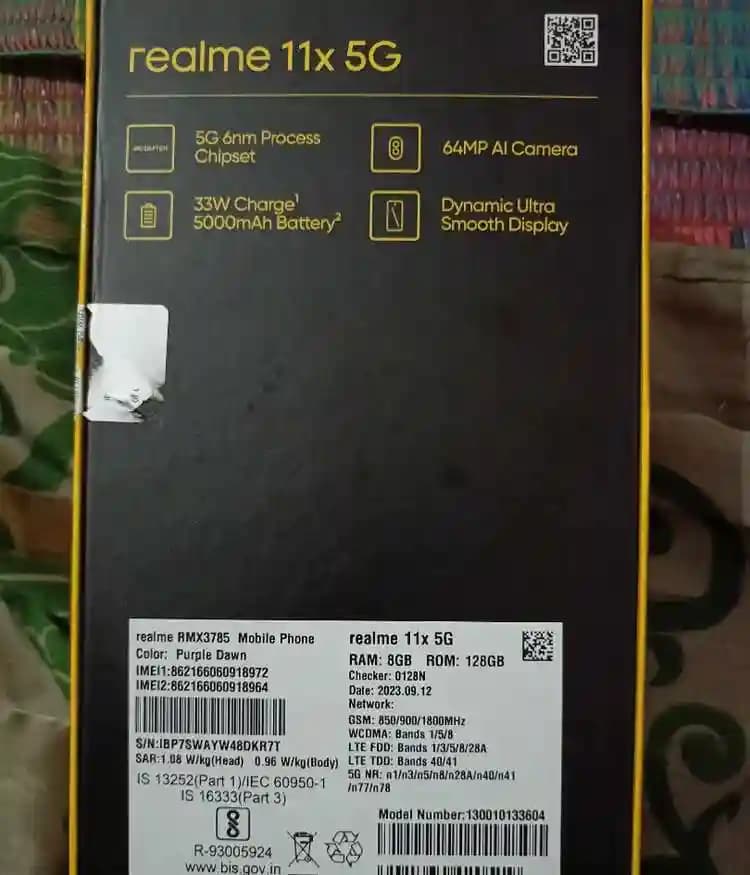 realme 11x 5G
5G 6nm Process
Chipset
64MP AI Camera
33W Charge¹
5000mAh Battery²
Dynamic Ultra
Smooth Display
realme RMX3785 Mobile Phone
Color: Purple Dawn
IMEI1:862166060918972
IMEI2:862166060918964
S/N:IBP7SWAYW48DKR7T
SAR:1.08 W/kg(Head) 0.96 W/kg(Body)
IS 13252(Part 1)/IEC 60950-1
IS 16333(Part 3)
R-93005924
www.bis.gov.in
realme 11x 5G
RAM: 8GB ROM: 128GB
Checker: 0128N
Date: 2023.09.12
Network:
GSM: 850/900/1800MHz
WCDMA: Bands 1/5/8
LTE FDD: Bands 1/3/5/8/28A
LTE TDD: Bands 40/41
5G NR: n1/n3/n5/n8/n28A/n40/n41
/n77/n78
Model Number:130010133604